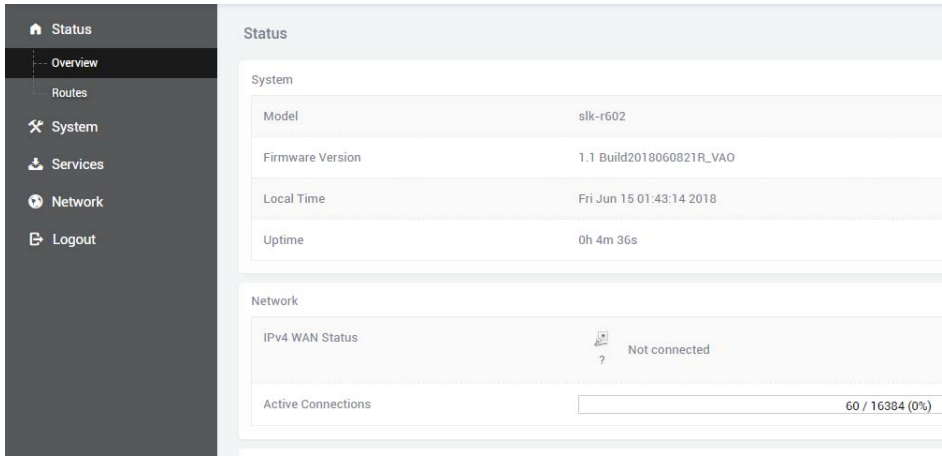 Status
Overview
Routes
System
Services
Network
Logout
Status
System
Model slk-r602
Firmware Version 1.1 Build2018060821R_VAO
Local Time Fri Jun 15 01:43:14 2018
Uptime 0h 4m 36s
Network
IPv4 WAN Status ? Not connected
Active Connections 60 / 16384 (0%)